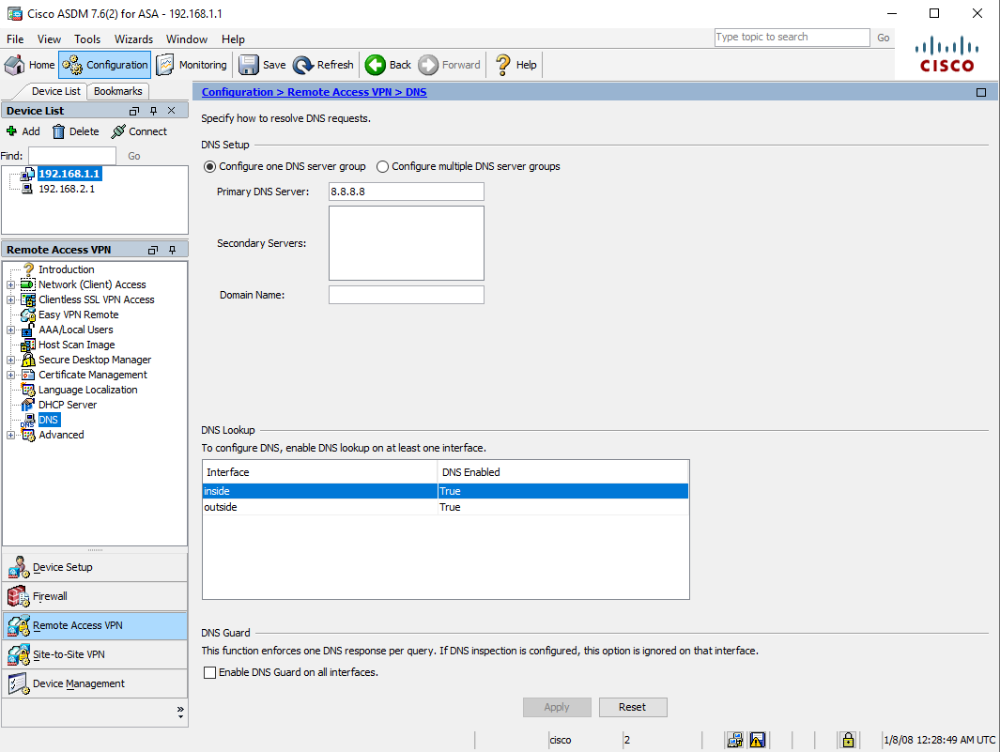 Cisco ASDM 7.6(2) for ASA - 192.168.1.1
File View Tools Wizards Window Help
Type topic to search Go
Home Configuration Monitoring Save Refresh Back Forward Help
CISCO
Device List Bookmarks
Device List
Add Delete Connect
Find: Go
192.168.1.1
192.168.2.1
Remote Access VPN
Introduction
Network (Client) Access
Clientless SSL VPN Access
Easy VPN Remote
AAA/Local Users
Host Scan Image
Secure Desktop Manager
Certificate Management
Language Localization
DHCP Server
DNS
Advanced
Device Setup
Firewall
Remote Access VPN
Site-to-Site VPN
Device Management
Configuration > Remote Access VPN > DNS
Specify how to resolve DNS requests.
DNS Setup
Configure one DNS server group Configure multiple DNS server groups
Primary DNS Server: 8.8.8.8
Secondary Servers:
Domain Name:
DNS Lookup
To configure DNS, enable DNS lookup on at least one interface.
Interface DNS Enabled
inside True
outside True
DNS Guard
This function enforces one DNS response per query. If DNS inspection is configured, this option is ignored on that interface.
Enable DNS Guard on all interfaces.
Apply Reset
cisco 2 1/8/08 12:28:49 AM UTC